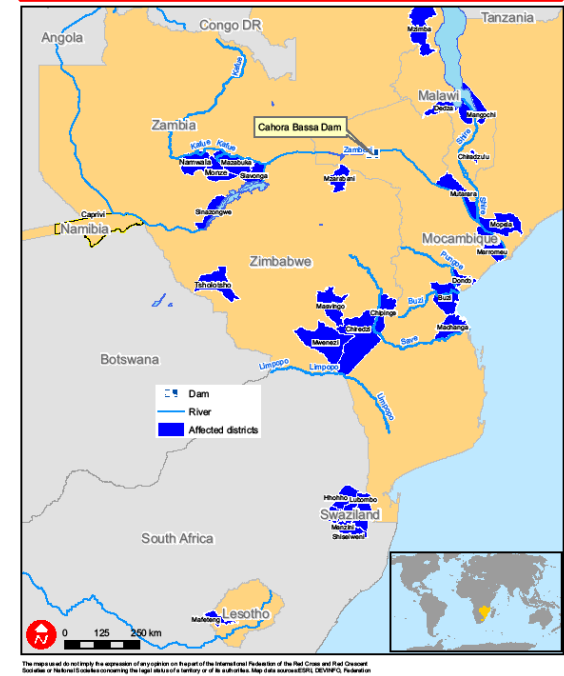 Tanzania
Congo DR
Mzimba
Angola
Kafue
Malawi
Dedza
Mangochi
Zambia
Cahora Bassa Dam
Shire
Kafue Kafue
Zambezi
Chiradzulu
Namwala
Mazabuka
Monze
Siavonga
Mzarabani
Mutarara
Shire
Caprivi
Sinazongwe
Mopeia
Namibia
Mocambique
Marromeu
Pungoe
Zimbabwe
Dondo
Tsholotsho
Buzi
Buzi
Masvingo
Chipinge
Chiredzi
Machanga
Mwenezi
Save
Botswana
Limpopo
Limpopo
Limpopo
Dam
River
Affected districts
Hhohho
Lubombo
Swaziland
Manzini
Shiselweni
South Africa
Mafeteng
Lesotho
N
0 125 250 km
The maps used do not imply the expression of any opinion on the part of the International Federation of the Red Cross and Red Crescent
Societies or National Societies concerning the legal status of a territory or of its authorities. Map data sources: ESRI, DEVINFO, Federation